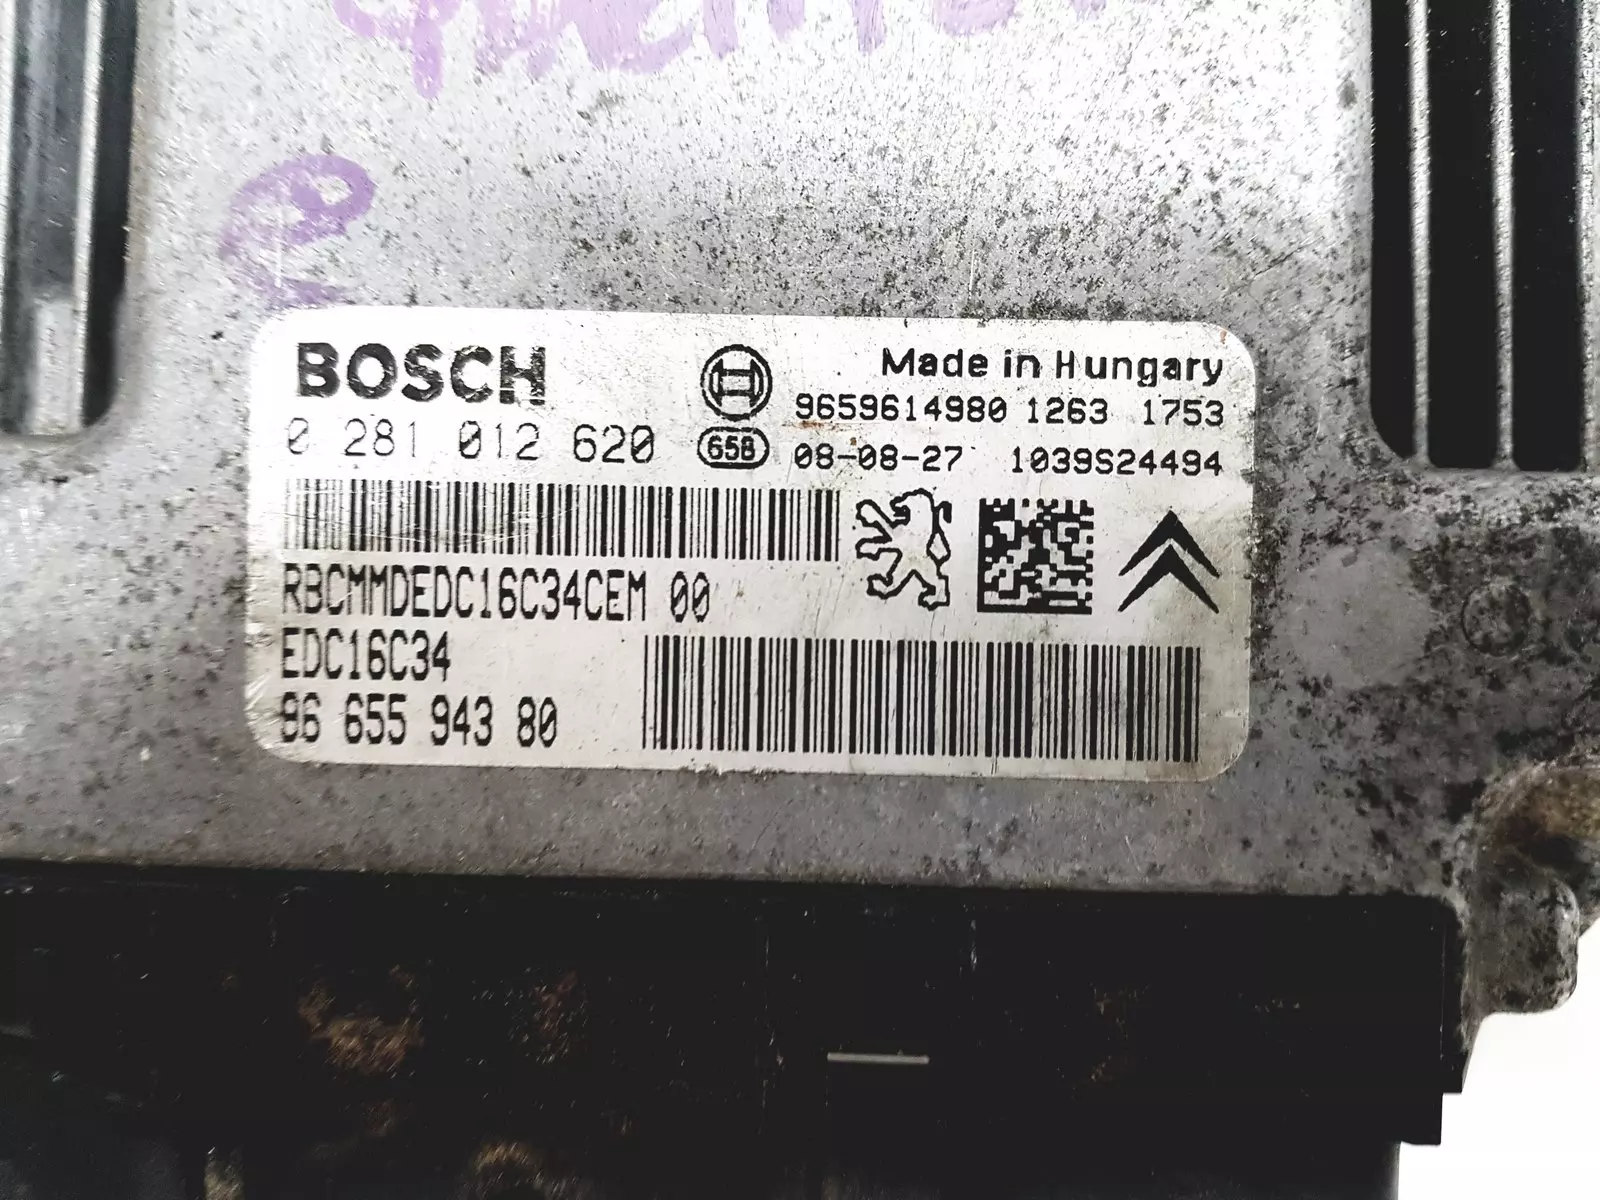 BOSCH
Made in Hungary
9659614980 1263 1753
0 281 012 620
658
08-08-27 1039S24494
RBCMMDEDC16C34CEM 00
EDC16C34
96 655 943 80